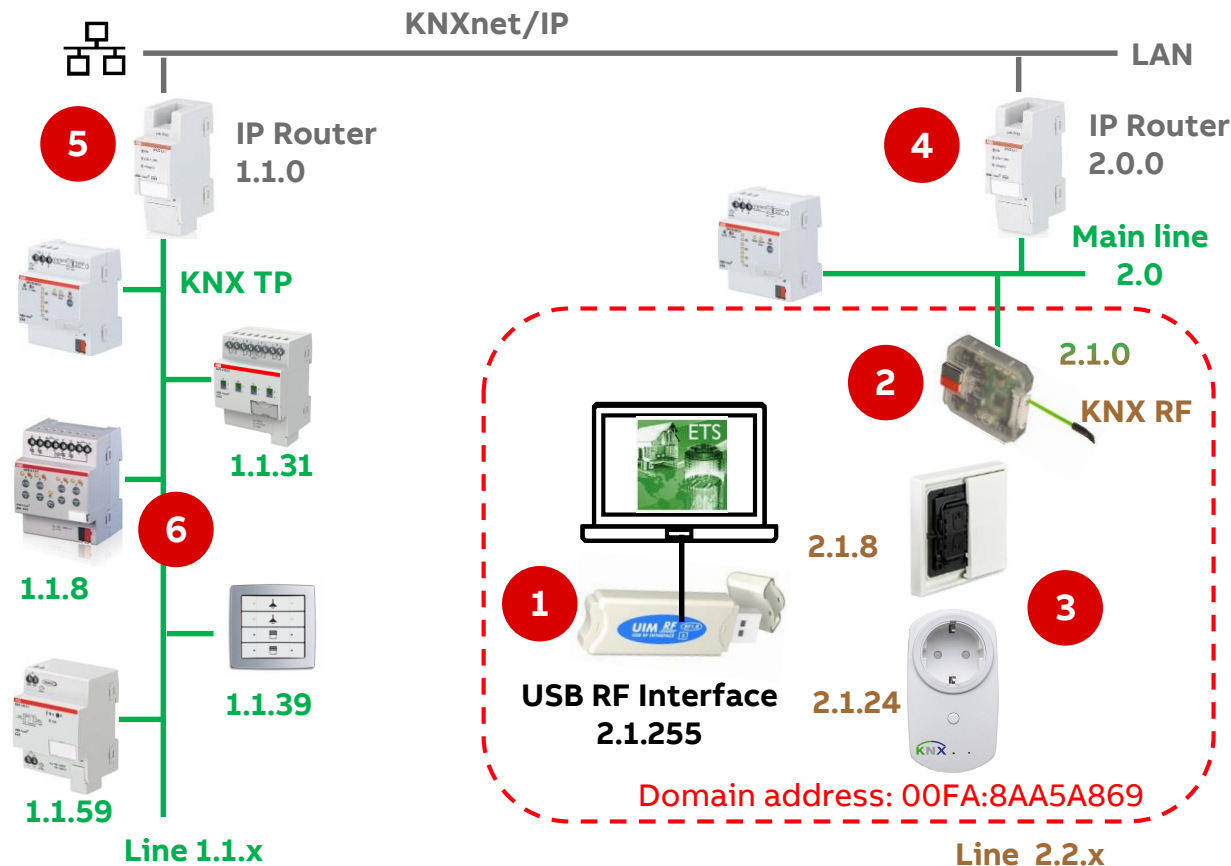 KNXnet/IP
LAN
5
IP Router
1.1.0
4
IP Router
2.0.0
KNX TP
Main line
2.0
2
2.1.0
KNX RF
1.1.31
ETS
6
1.1.8
2.1.8
1
UIM RF
USB RF INTERFACE
3
1.1.39
USB RF Interface
2.1.255
2.1.24
KNX
1.1.59
Domain address: 00FA:8AA5A869
Line 1.1.x
Line 2.2.x